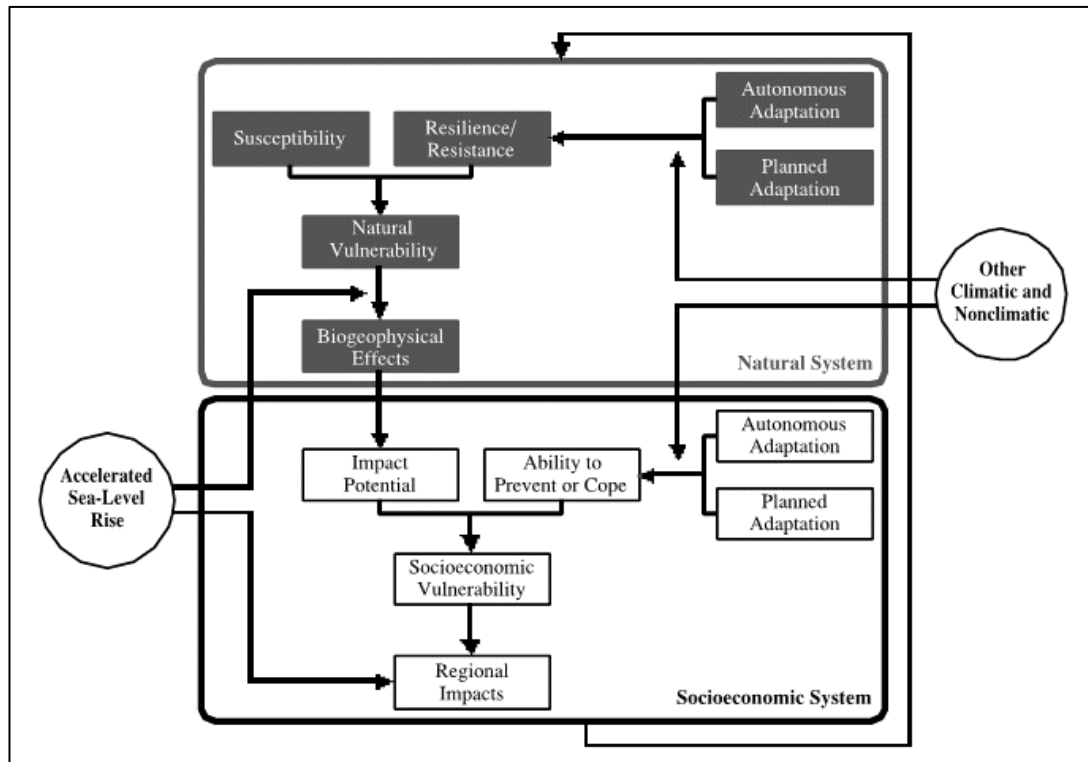 Autonomous
Adaptation
Susceptibility
Resilience/
Resistance
Planned
Adaptation
Natural
Vulnerability
Other
Climatic and
Nonclimatic
Biogeophysical
Effects
Natural System
Accelerated
Sea-Level
Rise
Impact
Potential
Ability to
Prevent or Cope
Autonomous
Adaptation
Planned
Adaptation
Socioeconomic
Vulnerability
Regional
Impacts
Socioeconomic System